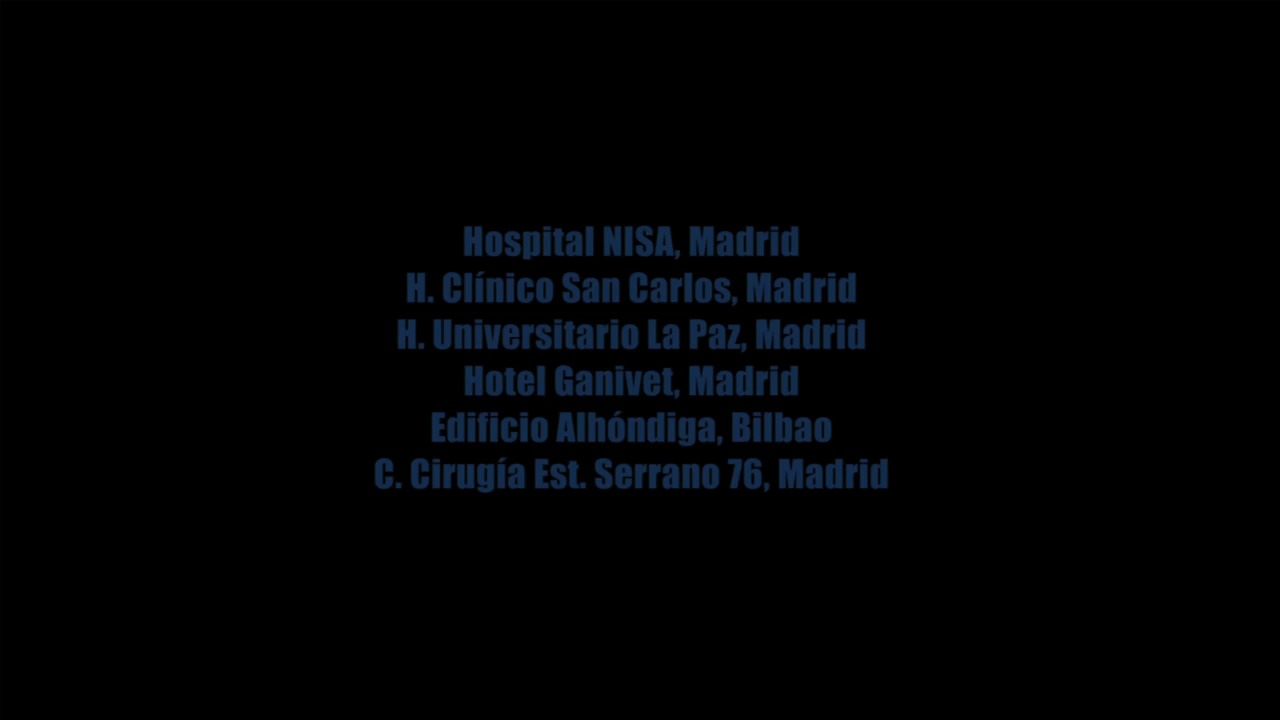 Hospital NISA, Madrid
H. Clínico San Carlos, Madrid
H. Universitario La Paz, Madrid
Hotel Ganivet, Madrid
Edificio Alhóndiga, Bilbao
C. Cirugía Est. Serrano 76, Madrid